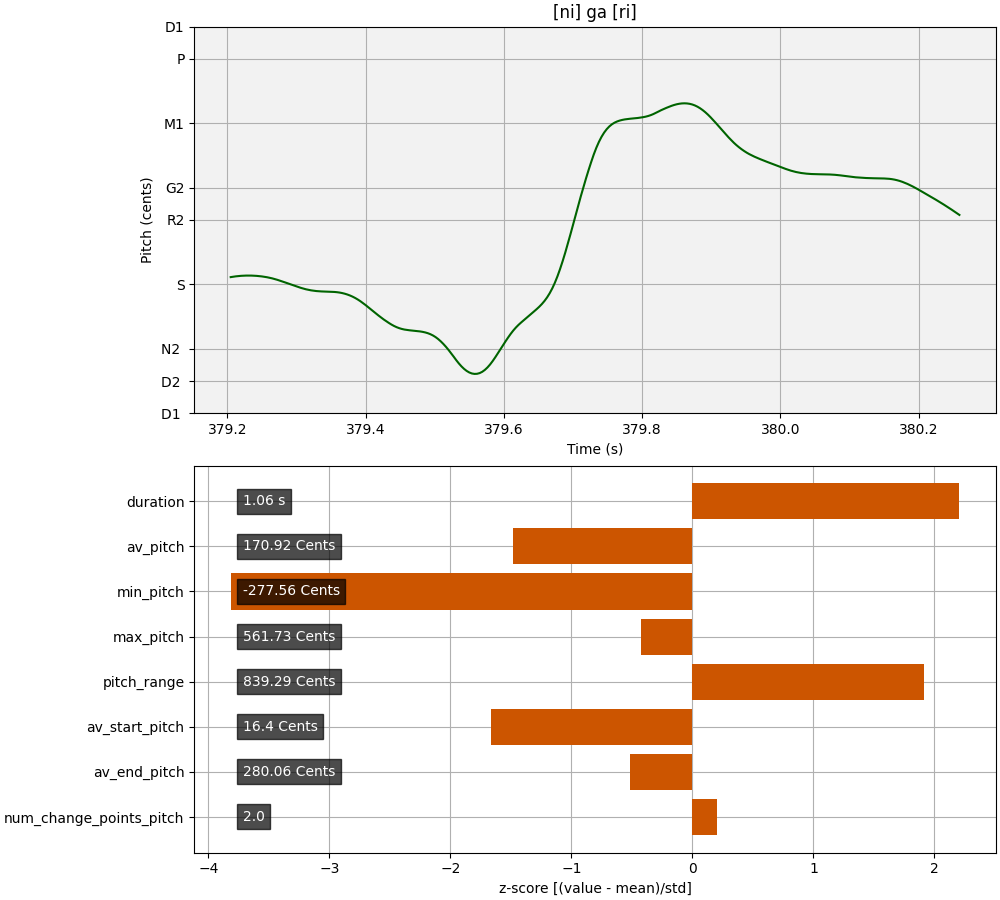 [ni] ga [ri]
D1
P
M1
G2
R2
S
N2
D2
D1
Pitch (cents)
379.2 379.4 379.6 379.8 380.0 380.2
Time (s)
duration 1.06 s
av_pitch 170.92 Cents
min_pitch -277.56 Cents
max_pitch 561.73 Cents
pitch_range 839.29 Cents
av_start_pitch 16.4 Cents
av_end_pitch 280.06 Cents
num_change_points_pitch 2.0
−4 −3 −2 −1 0 1 2
z-score [(value - mean)/std]